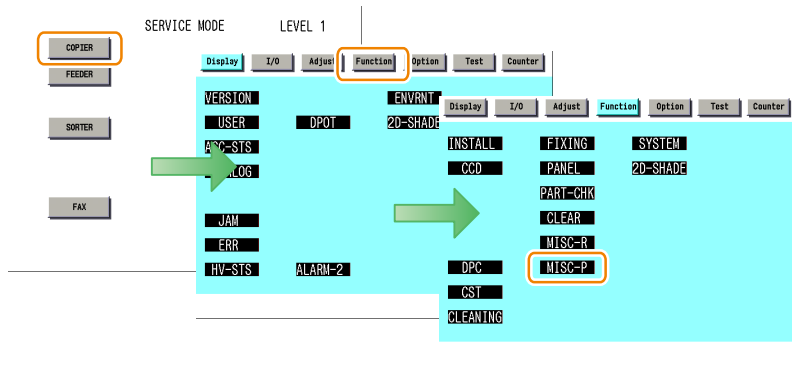 SERVICE MODE LEVEL 1
COPIER
FEEDER
SORTER
FAX
Display I/O Adjust Function Option Test Counter
VERSION ENVRNT
USER DPOT 2D-SHADE
JAM
ERR
HV-STS ALARM-2
Display I/O Adjust Function Option Test Counter
INSTALL FIXING SYSTEM
CCD PANEL 2D-SHADE
PART-CHK
CLEAR
MISC-R
DPC MISC-P
CST
CLEANING